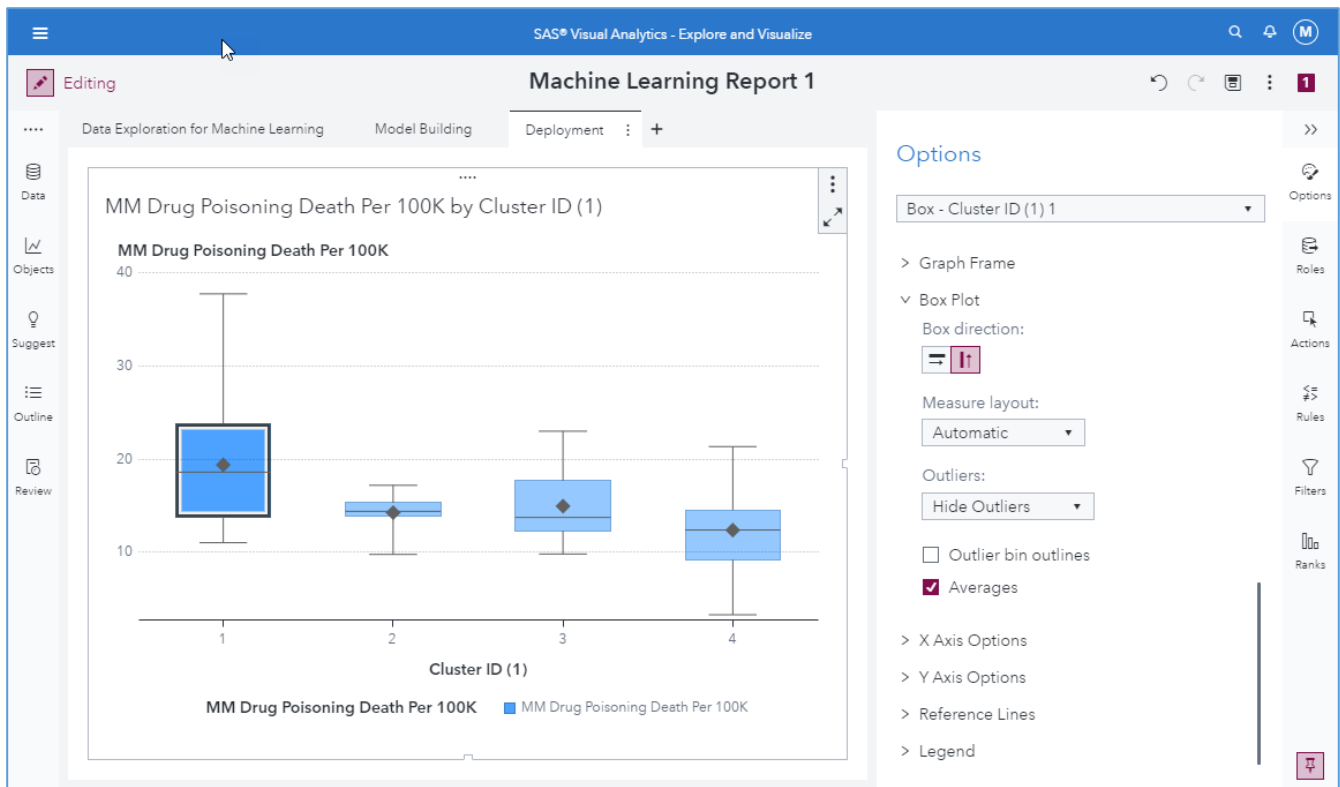 SAS® Visual Analytics - Explore and Visualize
M
Editing
Machine Learning Report 1
1
Data Exploration for Machine Learning
Model Building
Deployment
+
Data
Objects
Suggest
Outline
Review
MM Drug Poisoning Death Per 100K by Cluster ID (1)
MM Drug Poisoning Death Per 100K
40
30
20
10
1
2
3
4
Cluster ID (1)
MM Drug Poisoning Death Per 100K MM Drug Poisoning Death Per 100K
Options
Box - Cluster ID (1) 1
> Graph Frame
Box Plot
Box direction:
Measure layout:
Automatic
Outliers:
Hide Outliers
Outlier bin outlines
Averages
> X Axis Options
> Y Axis Options
> Reference Lines
> Legend
Options
Roles
Actions
Rules
Filters
Ranks